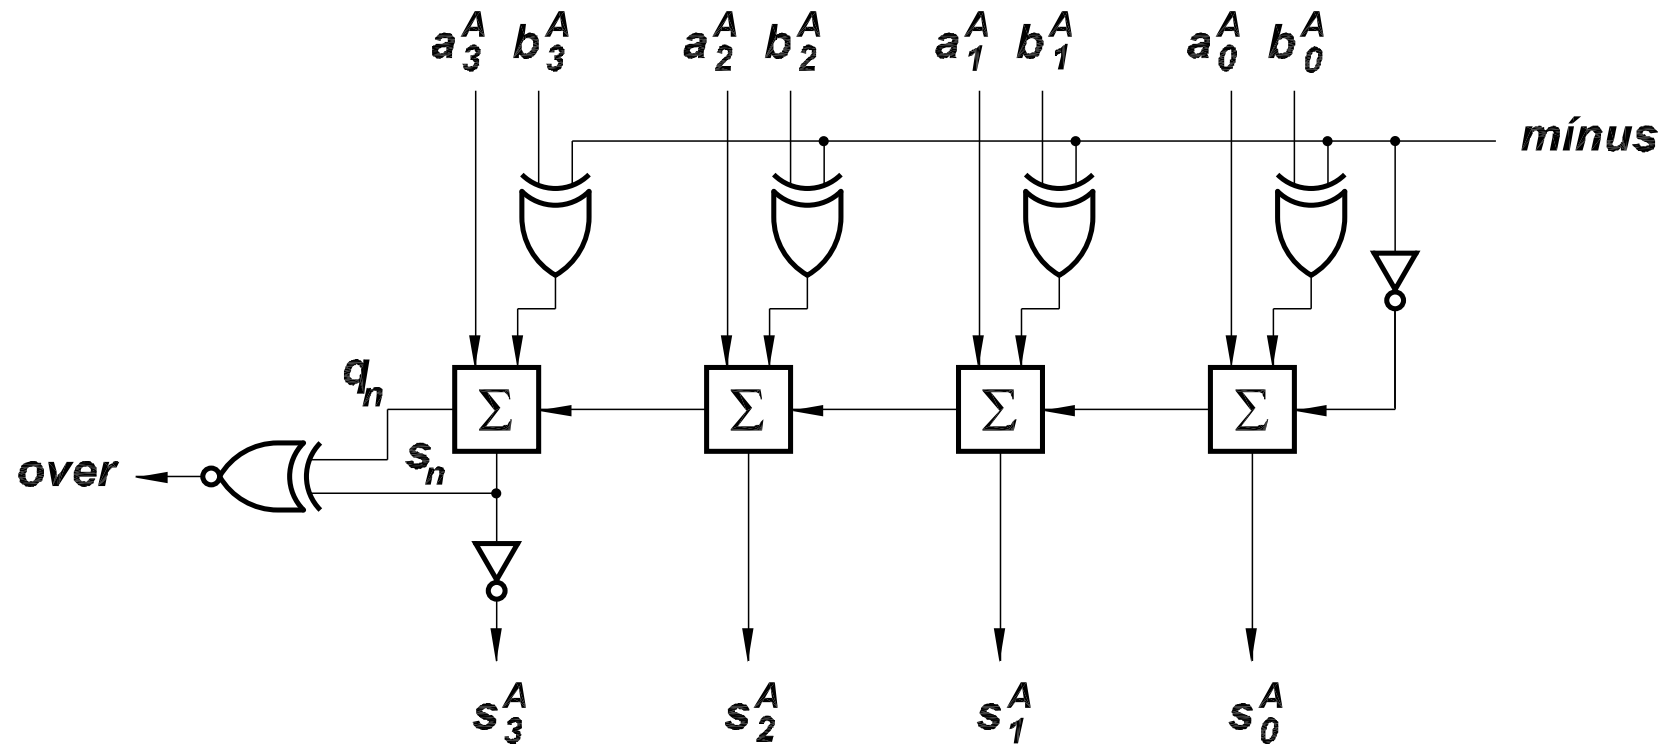 a₃ᴬ b₃ᴬ a₂ᴬ b₂ᴬ a₁ᴬ b₁ᴬ a₀ᴬ b₀ᴬ
mínus
Σ Σ Σ Σ
qₙ
sₙ
over
s₃ᴬ s₂ᴬ s₁ᴬ s₀ᴬ